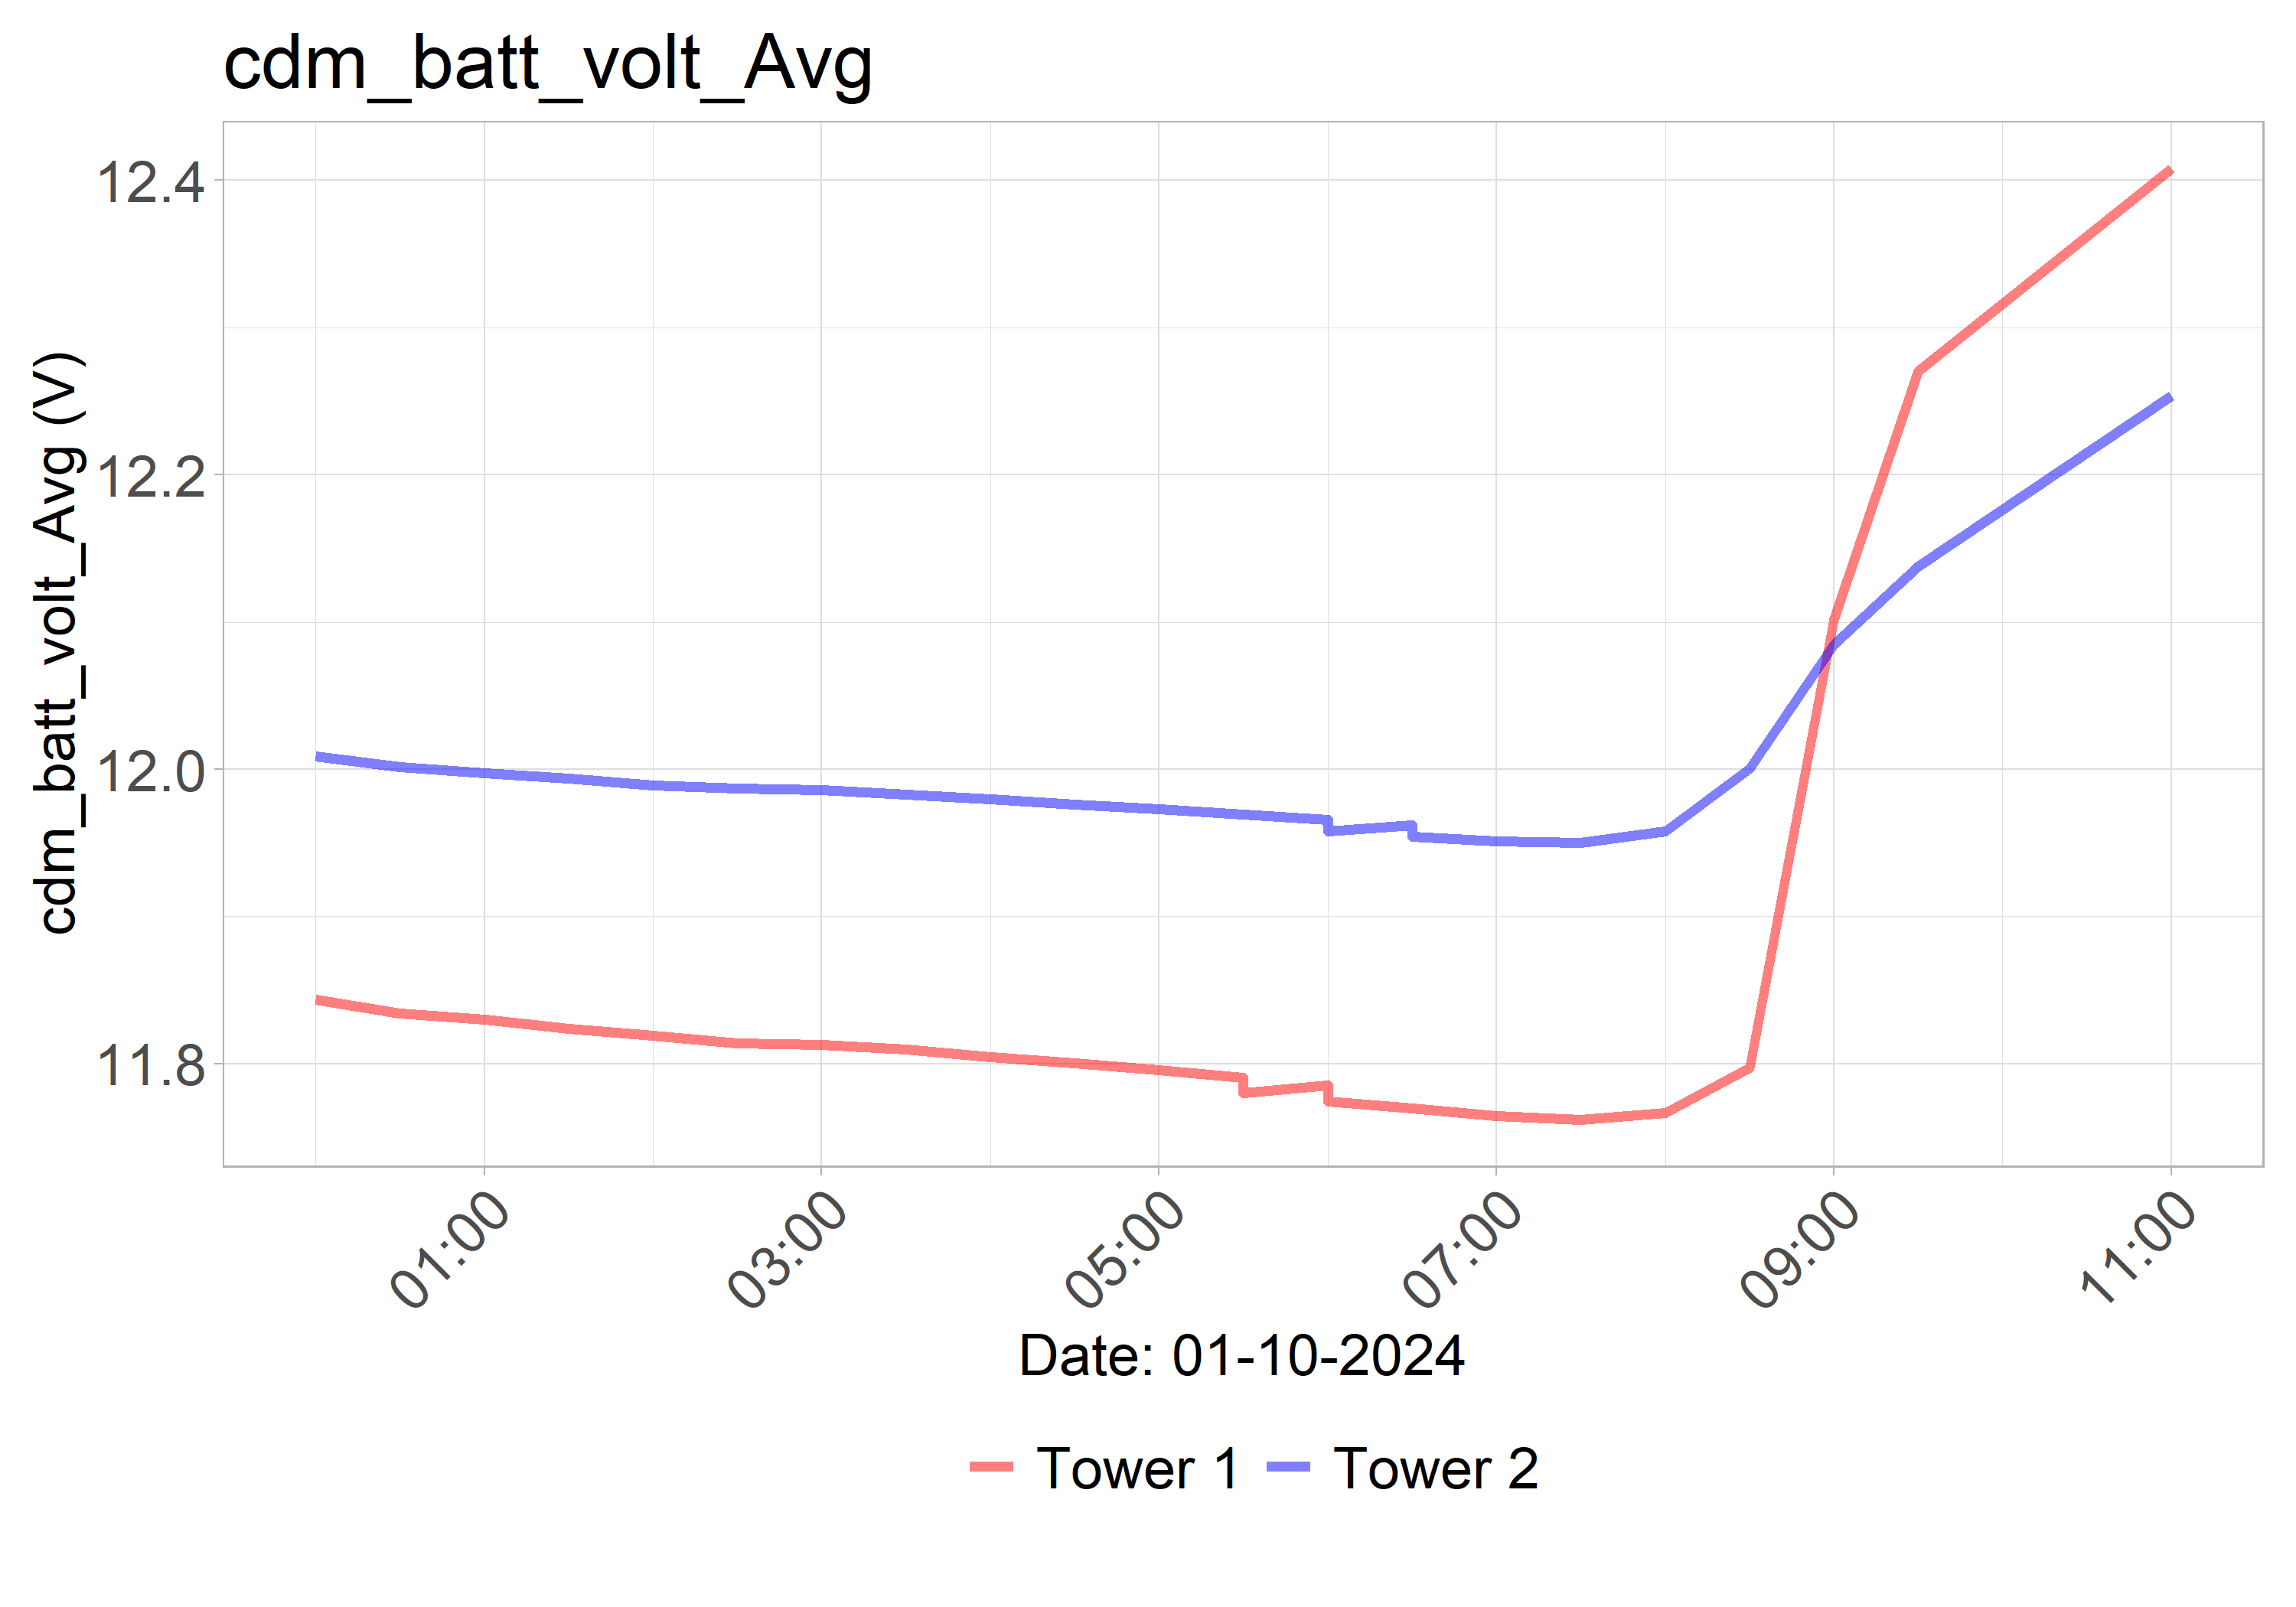 cdm_batt_volt_Avg
cdm_batt_volt_Avg (V)
12.4
12.2
12.0
11.8
01:00
03:00
05:00
07:00
09:00
11:00
Date: 01-10-2024
Tower 1
Tower 2